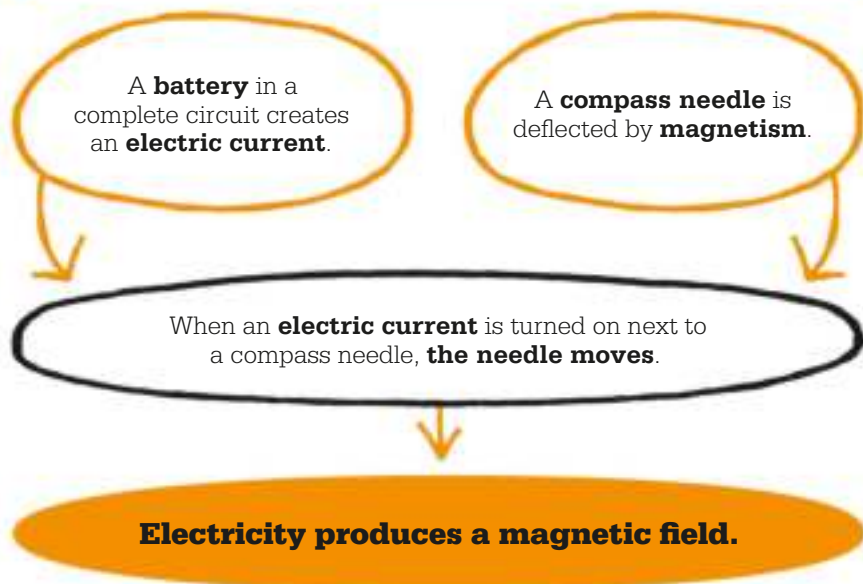 A battery in a
complete circuit creates
an electric current.
A compass needle is
deflected by magnetism.
When an electric current is turned on next to
a compass needle, the needle moves.
Electricity produces a magnetic field.